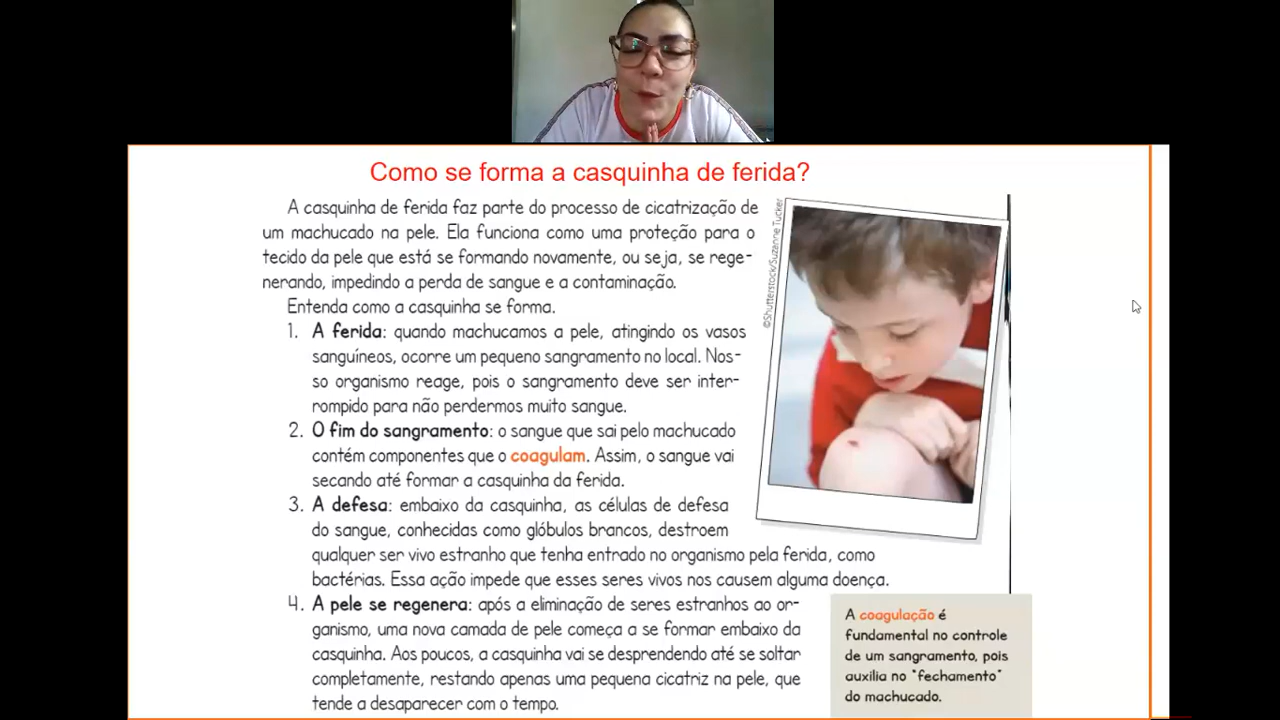 Como se forma a casquinha de ferida?
A casquinha de ferida faz parte do processo de cicatrização de
um machucado na pele. Ela funciona como uma proteção para o
tecido da pele que está se formando novamente, ou seja, se rege-
nerando, impedindo a perda de sangue e a contaminação.
Entenda como a casquinha se forma.
1. A ferida: quando machucamos a pele, atingindo os vasos
sanguíneos, ocorre um pequeno sangramento no local. Nos-
so organismo reage, pois o sangramento deve ser inter-
rompido para não perdermos muito sangue.
2. O fim do sangramento: o sangue que sai pelo machucado
contém componentes que o coagulam. Assim, o sangue vai
secando até formar a casquinha da ferida.
3. A defesa: embaixo da casquinha, as células de defesa
do sangue, conhecidas como glóbulos brancos, destroem
qualquer ser vivo estranho que tenha entrado no organismo pela ferida, como
bactérias. Essa ação impede que esses seres vivos nos causem alguma doença.
4. A pele se regenera: após a eliminação de seres estranhos ao or-
ganismo, uma nova camada de pele começa a se formar embaixo da
casquinha. Aos poucos, a casquinha vai se desprendendo até se soltar
completamente, restando apenas uma pequena cicatriz na pele, que
tende a desaparecer com o tempo.
©Shutterstock/Suzanne Tucker
A coagulação é
fundamental no controle
de um sangramento, pois
auxilia no "fechamento"
do machucado.